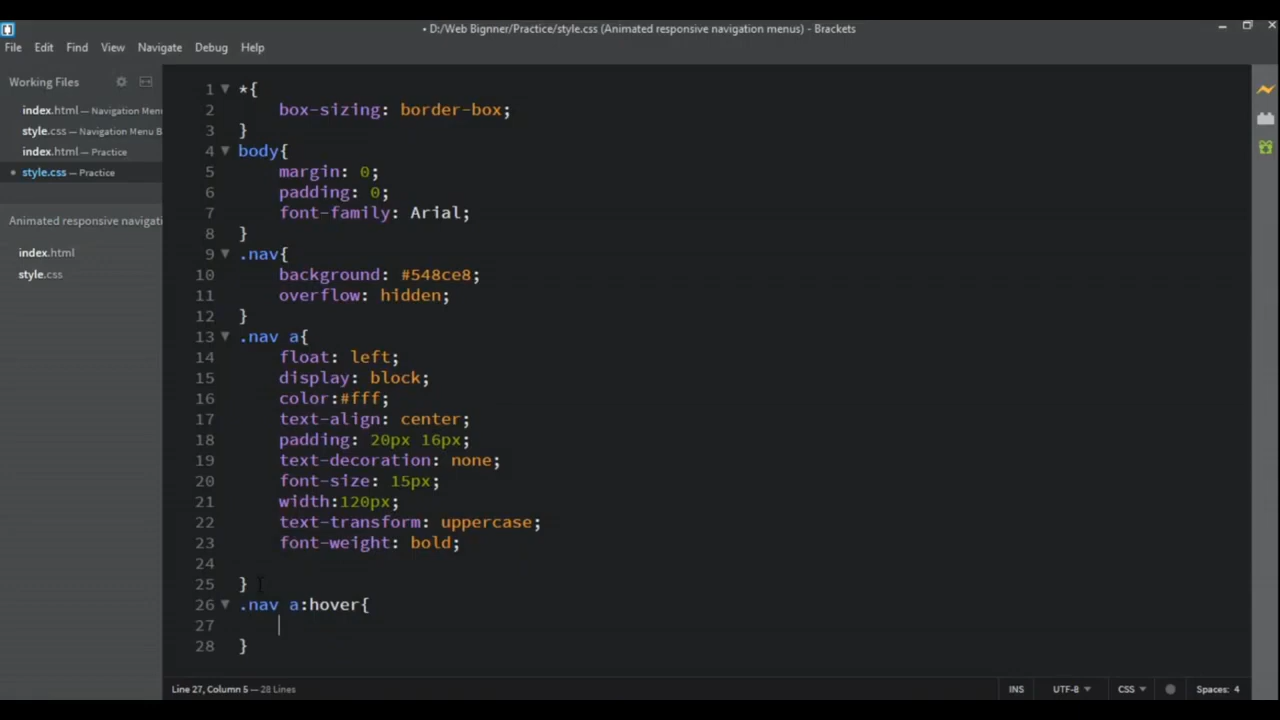 • D:/Web Bignner/Practice/style.css (Animated responsive navigation menus) - Brackets
File Edit Find View Navigate Debug Help
Working Files
index.html — Navigation Men
style.css — Navigation Menu B
index.html — Practice
• style.css — Practice
Animated responsive navigati
index.html
style.css
1 *{
2 box-sizing: border-box;
3 }
4 body{
5 margin: 0;
6 padding: 0;
7 font-family: Arial;
8 }
9 .nav{
10 background: #548ce8;
11 overflow: hidden;
12 }
13 .nav a{
14 float: left;
15 display: block;
16 color:#fff;
17 text-align: center;
18 padding: 20px 16px;
19 text-decoration: none;
20 font-size: 15px;
21 width:120px;
22 text-transform: uppercase;
23 font-weight: bold;
24
25 }
26 .nav a:hover{
27
28 }
Line 27, Column 5 — 28 Lines
INS UTF-8 CSS Spaces: 4